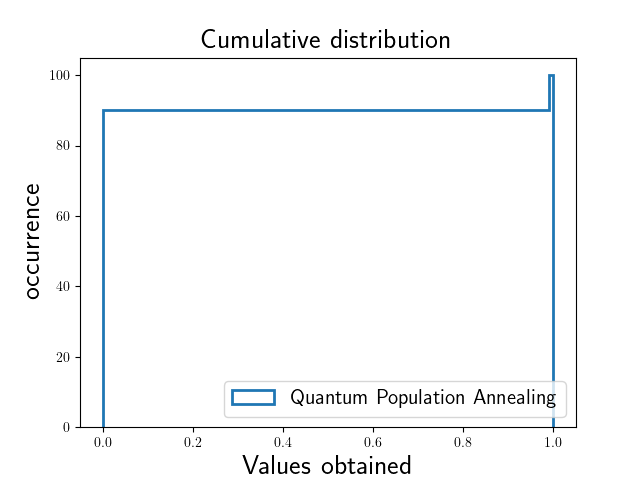 Cumulative distribution
occurrence
100
80
60
40
20
0
Quantum Population Annealing
0.0 0.2 0.4 0.6 0.8 1.0
Values obtained